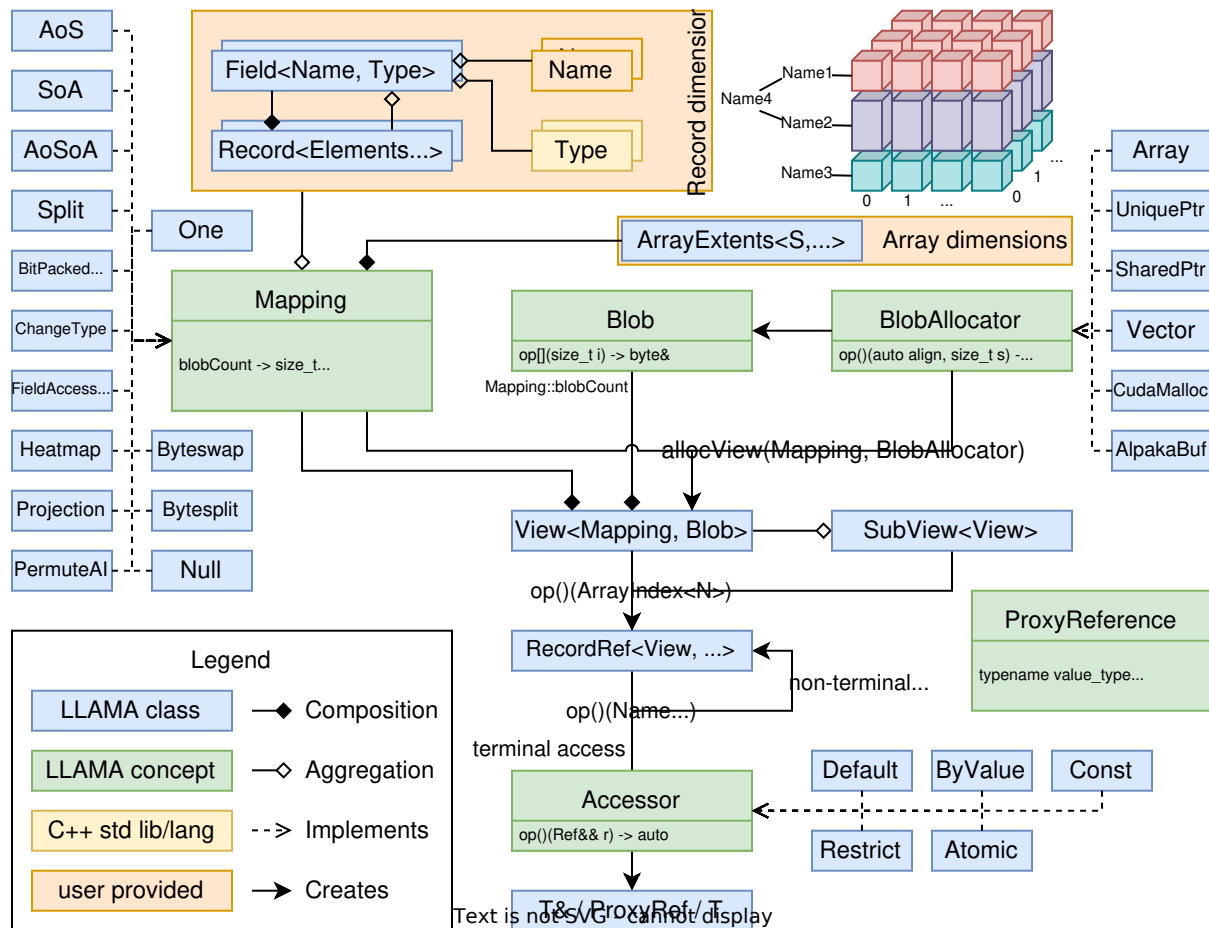 AoS
SoA
AoSoA
Split
BitPacked...
ChangeType
FieldAccess...
Heatmap
Projection
PermuteAI
One
Byteswap
Bytesplit
Null
Field<Name, Type>
Record<Elements...>
Name
Type
Record dimension
Name1
Name4
Name2
Name3
0
1
...
0
1
...
ArrayExtents<S,...>
Array dimensions
Mapping
blobCount -> size_t...
Blob
op[](size_t i) -> byte&
BlobAllocator
op()(auto align, size_t s) -...
Array
UniquePtr
SharedPtr
Vector
CudaMalloc
AlpakaBuf
Mapping::blobCount
allocView(Mapping, BlobAllocator)
View<Mapping, Blob>
SubView<View>
op()(ArrayIndex<N>)
RecordRef<View, ...>
non-terminal...
op()(Name...)
terminal access
ProxyReference
typename value_type...
Accessor
op()(Ref&& r) -> auto
Default
ByValue
Const
Restrict
Atomic
T& / ProxyRef / T
Legend
LLAMA class
Composition
LLAMA concept
Aggregation
C++ std lib/lang
Implements
user provided
Creates
Text is not SVG - cannot display